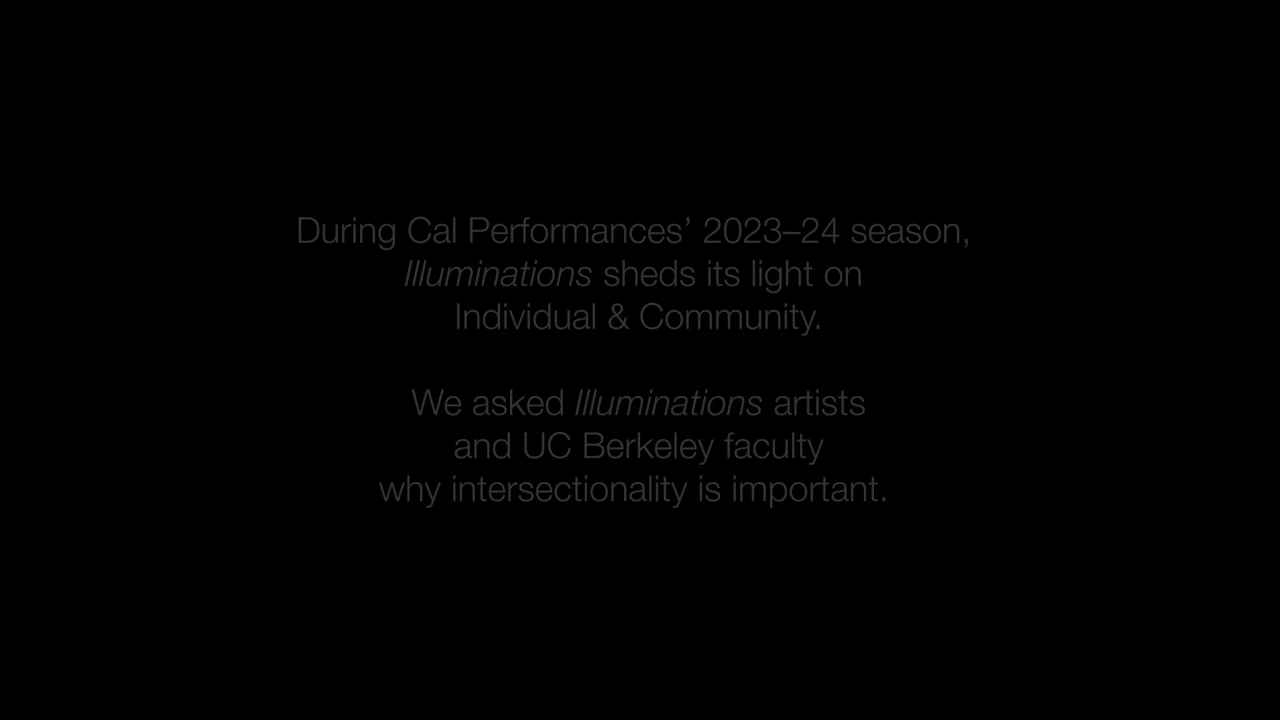 During Cal Performances’ 2023–24 season,
Illuminations sheds its light on
Individual & Community.
We asked Illuminations artists
and UC Berkeley faculty
why intersectionality is important.